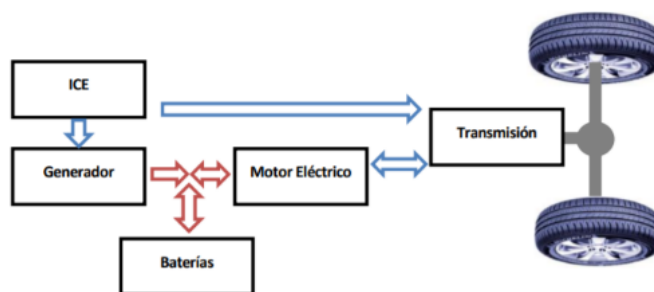 ICE
Transmisión
Generador
Motor Eléctrico
Baterías